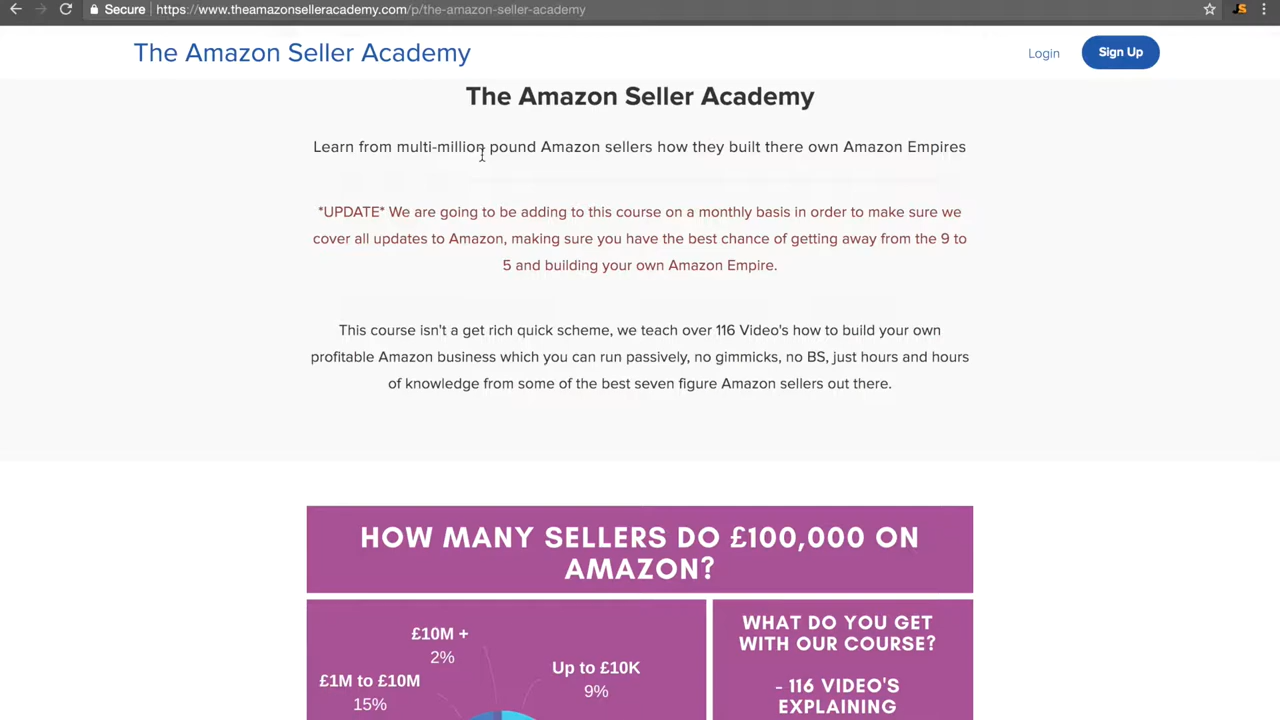 Secure https://www.theamazonselleracademy.com/p/the-amazon-seller-academy
JS
The Amazon Seller Academy
Login
Sign Up
The Amazon Seller Academy
Learn from multi-million pound Amazon sellers how they built there own Amazon Empires
*UPDATE* We are going to be adding to this course on a monthly basis in order to make sure we
cover all updates to Amazon, making sure you have the best chance of getting away from the 9 to
5 and building your own Amazon Empire.
This course isn't a get rich quick scheme, we teach over 116 Video's how to build your own
profitable Amazon business which you can run passively, no gimmicks, no BS, just hours and hours
of knowledge from some of the best seven figure Amazon sellers out there.
HOW MANY SELLERS DO £100,000 ON
AMAZON?
£10M +
2%
Up to £10K
9%
£1M to £10M
15%
WHAT DO YOU GET
WITH OUR COURSE?
- 116 VIDEO'S
EXPLAINING